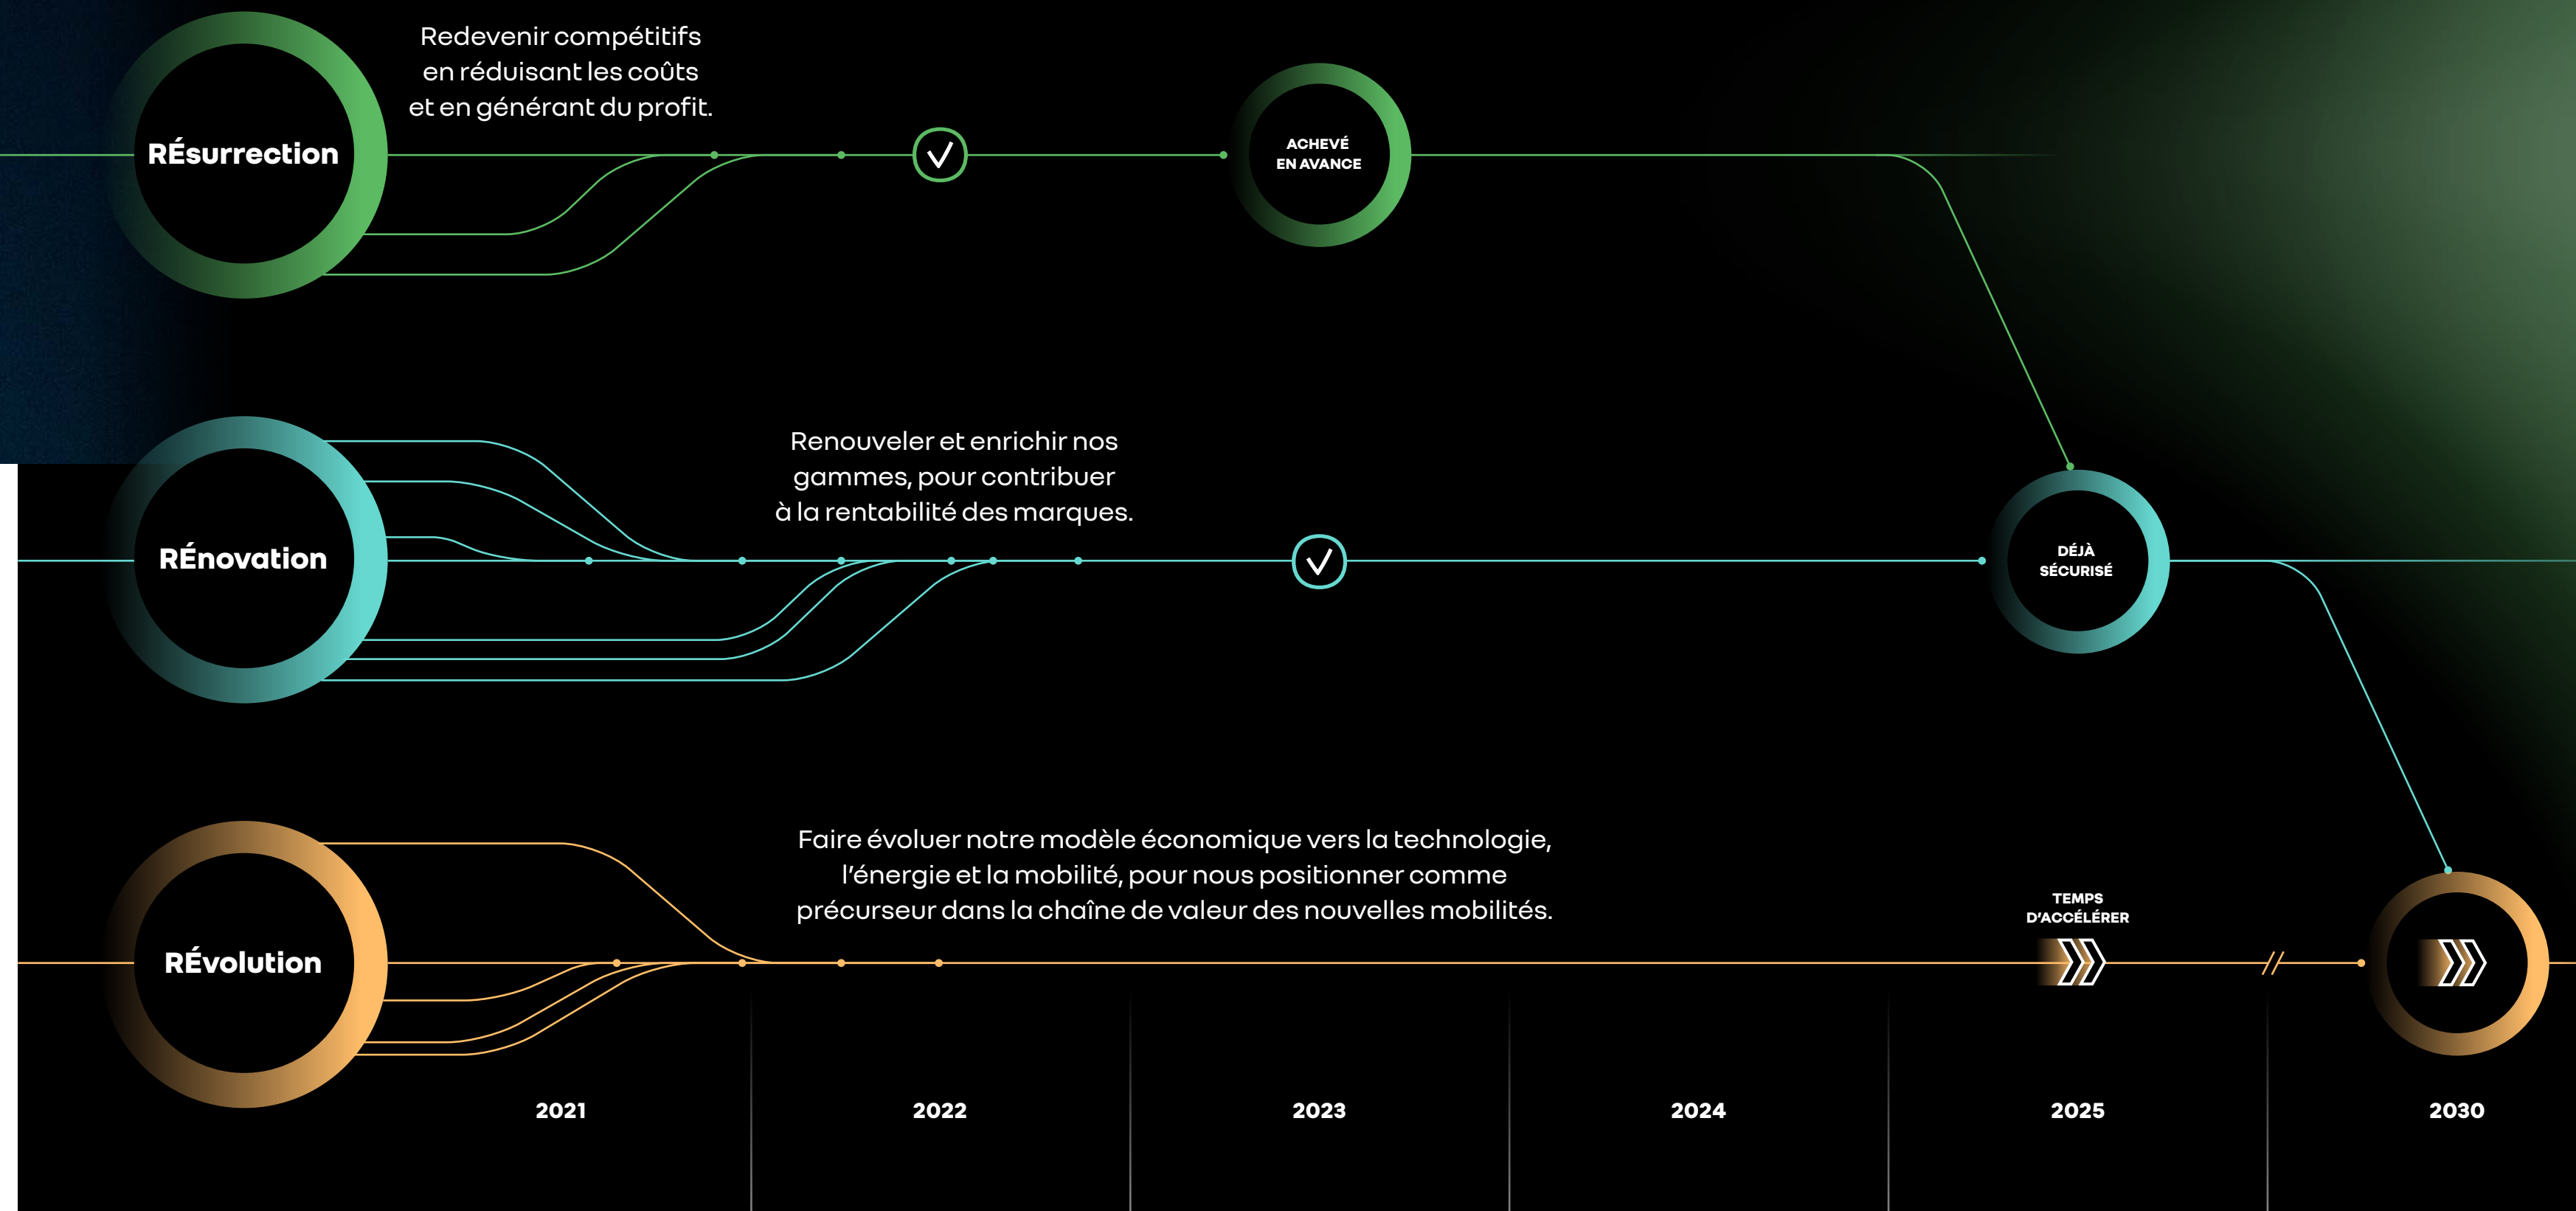 RÉsurrection
Redevenir compétitifs
en réduisant les coûts
et en générant du profit.
ACHEVÉ
EN AVANCE
RÉnovation
Renouveler et enrichir nos
gammes, pour contribuer
à la rentabilité des marques.
DÉJÀ
SÉCURISÉ
RÉvolution
Faire évoluer notre modèle économique vers la technologie,
l’énergie et la mobilité, pour nous positionner comme
précurseur dans la chaîne de valeur des nouvelles mobilités.
TEMPS
D’ACCÉLÉRER
2021
2022
2023
2024
2025
2030